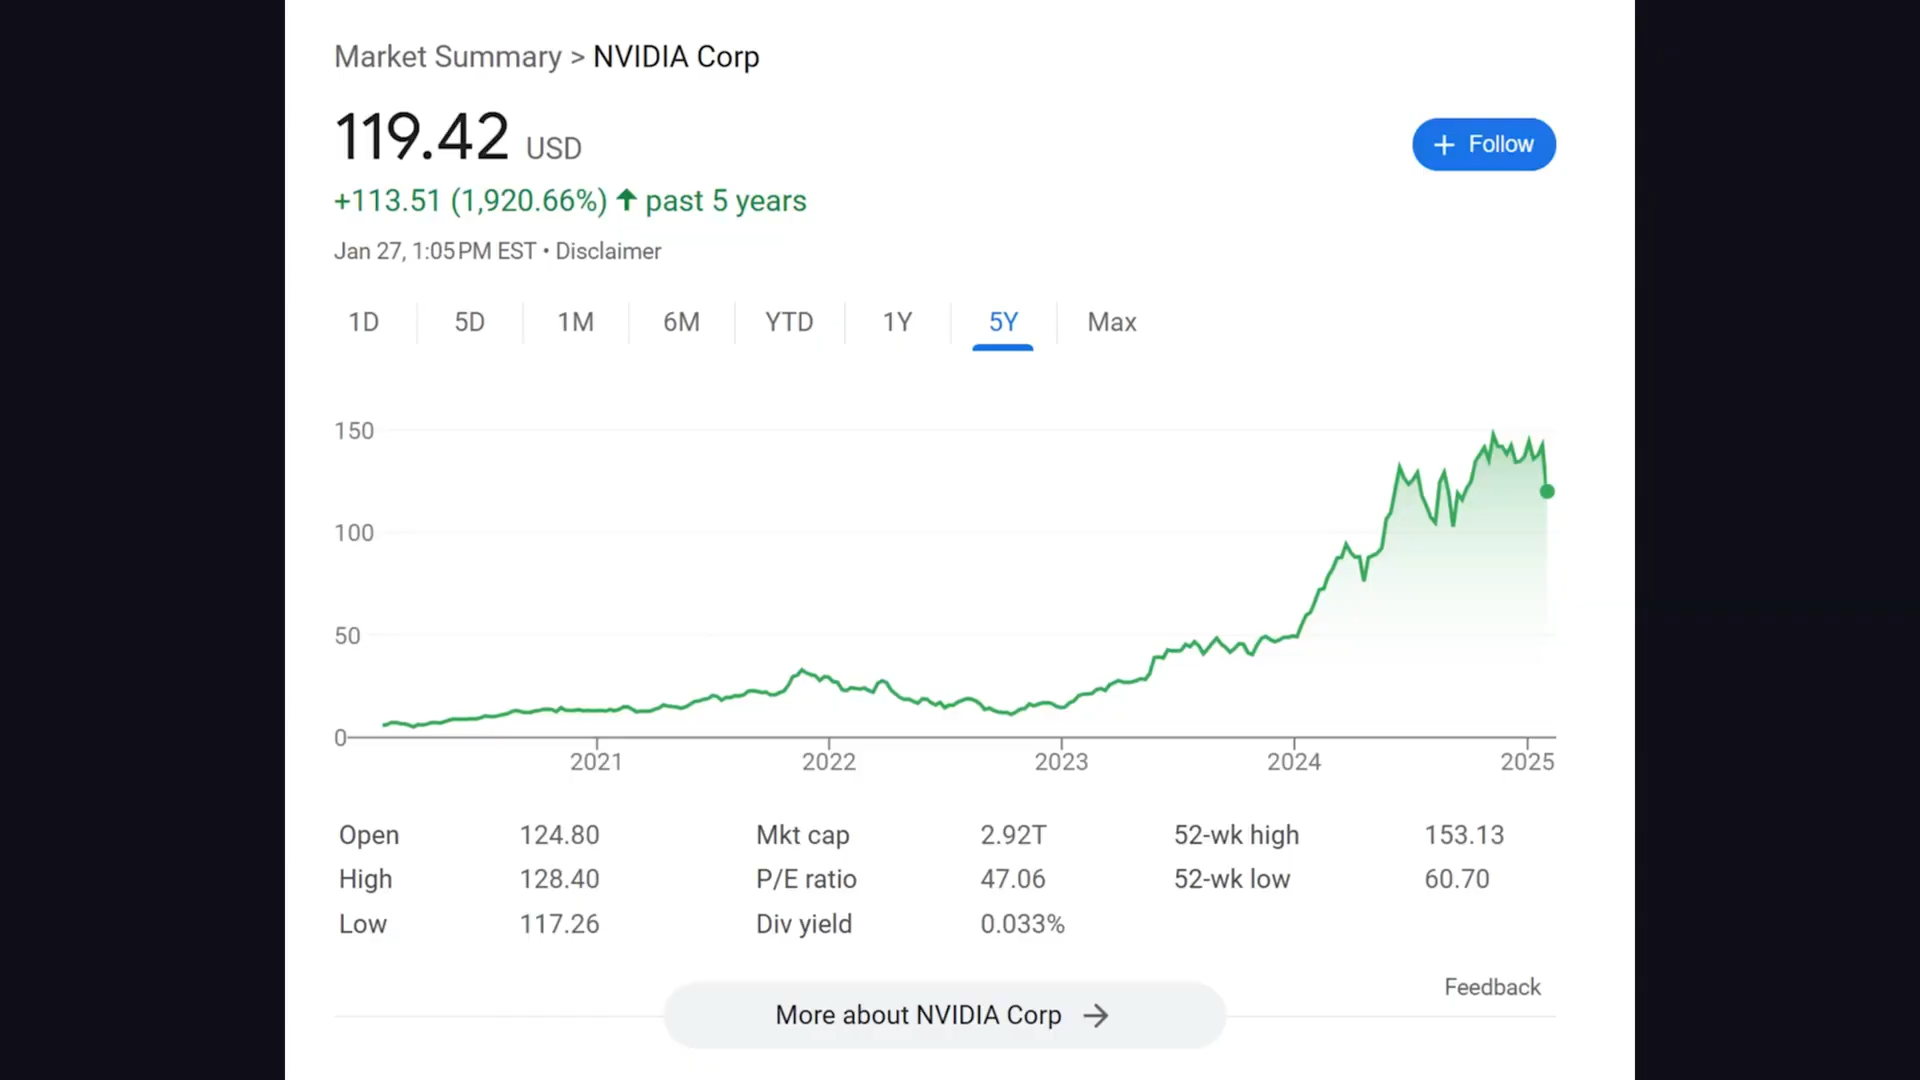 Market Summary > NVIDIA Corp
119.42 USD
+ Follow
+113.51 (1,920.66%) ↑ past 5 years
Jan 27, 1:05 PM EST • Disclaimer
1D 5D 1M 6M YTD 1Y 5Y Max
150
100
50
0
2021 2022 2023 2024 2025
Open 124.80 Mkt cap 2.92T 52-wk high 153.13
High 128.40 P/E ratio 47.06 52-wk low 60.70
Low 117.26 Div yield 0.033%
Feedback
More about NVIDIA Corp →